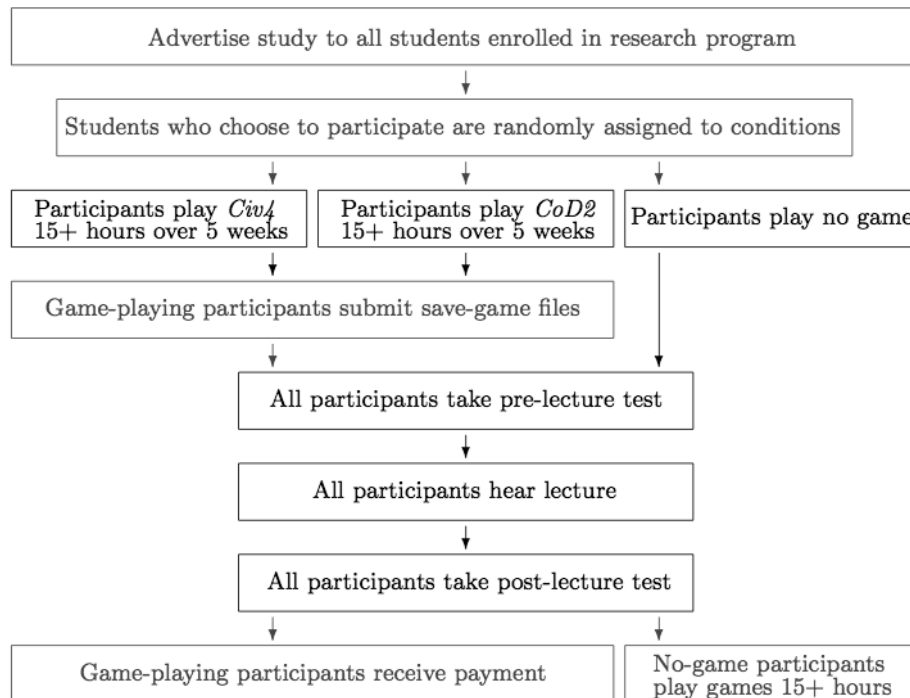 Advertise study to all students enrolled in research program
Students who choose to participate are randomly assigned to conditions
Participants play Civ4
15+ hours over 5 weeks
Participants play CoD2
15+ hours over 5 weeks
Participants play no game
Game-playing participants submit save-game files
All participants take pre-lecture test
All participants hear lecture
All participants take post-lecture test
Game-playing participants receive payment
No-game participants
play games 15+ hours